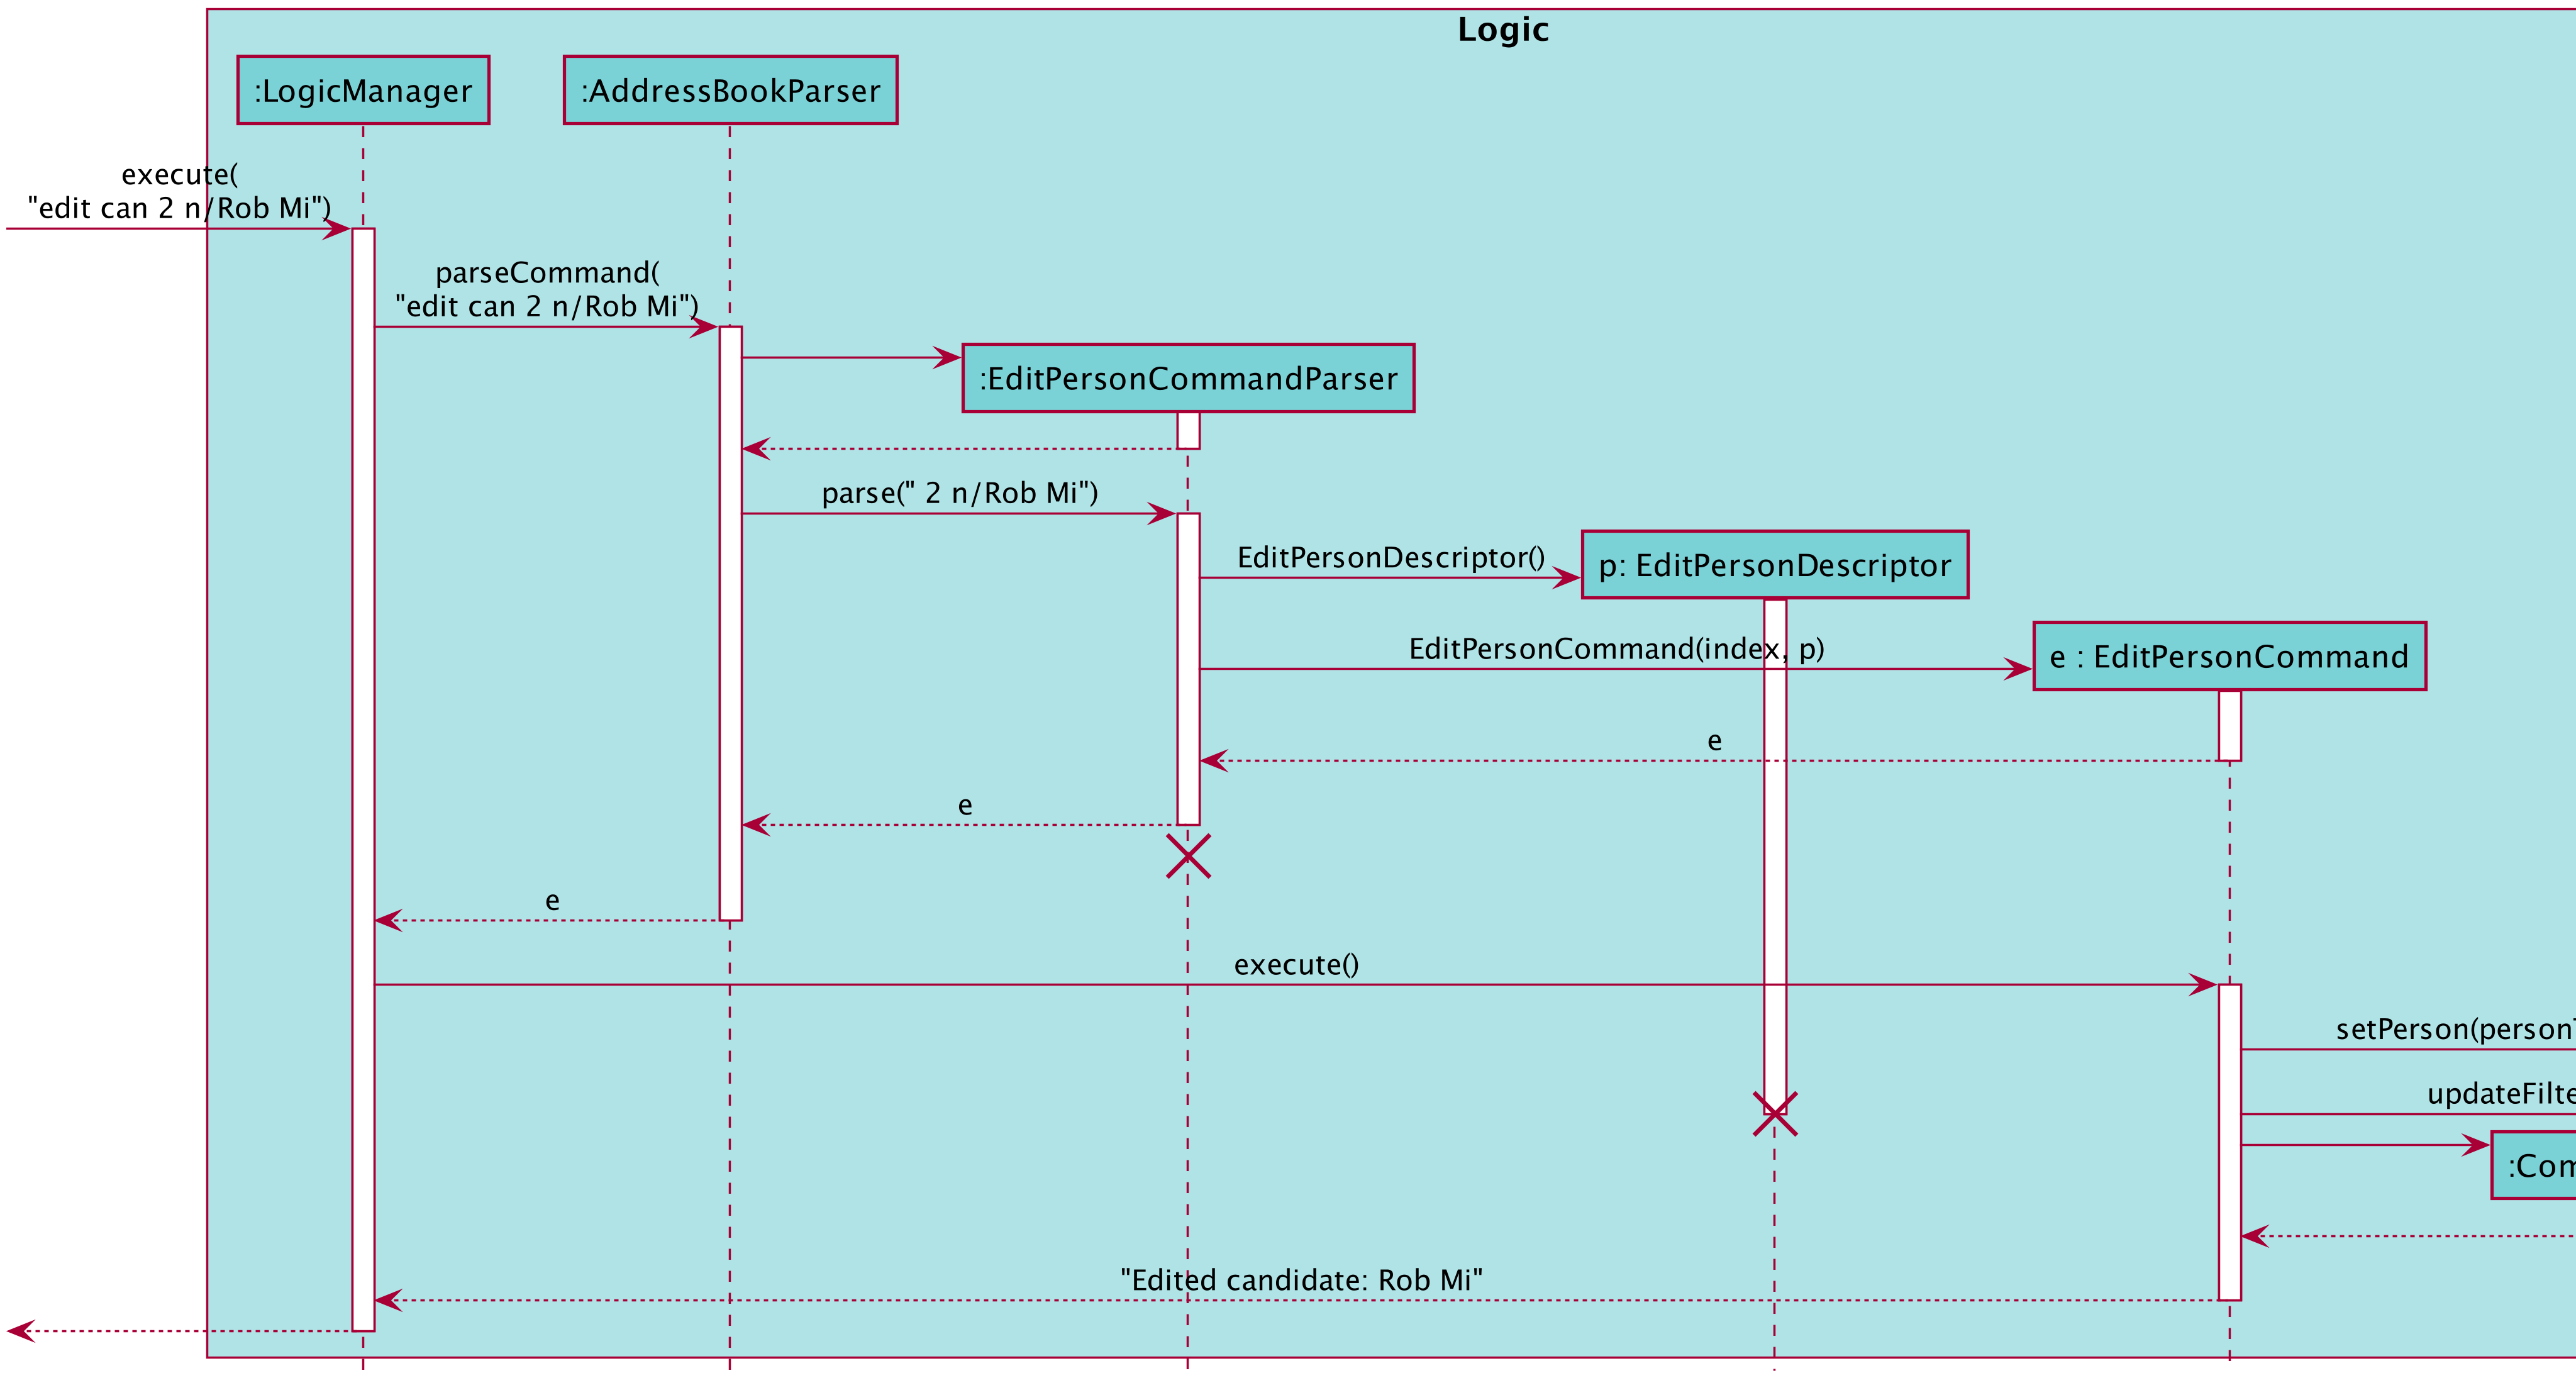 Logic
:LogicManager
:AddressBookParser
execute(
"edit can 2 n/Rob Mi")
parseCommand(
"edit can 2 n/Rob Mi")
:EditPersonCommandParser
parse(" 2 n/Rob Mi")
EditPersonDescriptor()
p: EditPersonDescriptor
EditPersonCommand(index, p)
e : EditPersonCommand
e
e
e
execute()
setPerson(person
updateFilte
:Com
"Edited candidate: Rob Mi"